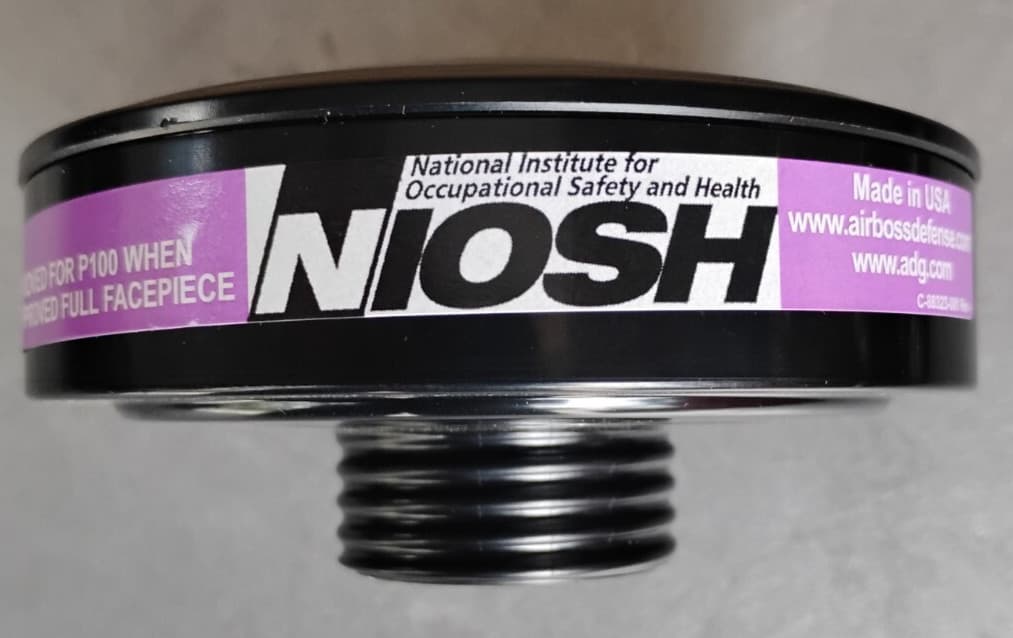 FOR P100 WHEN
FULL FACEPIECE
National Institute for
Occupational Safety and Health
NIOSH
Made in USA
www.airbossdefense.com
www.adg.com